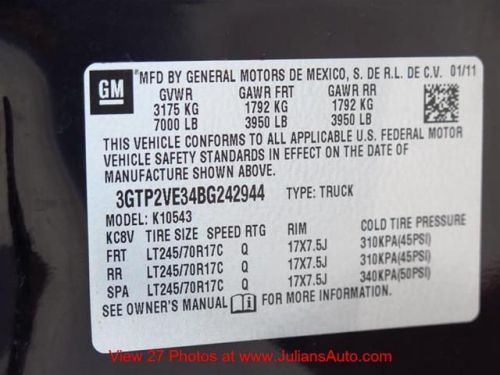 GM
MFD BY GENERAL MOTORS DE MEXICO, S. DE R.L. DE C.V. 01/11
GVWR GAWR FRT GAWR RR
3175 KG 1792 KG 1792 KG
7000 LB 3950 LB 3950 LB
THIS VEHICLE CONFORMS TO ALL APPLICABLE U.S. FEDERAL MOTOR
VEHICLE SAFETY STANDARDS IN EFFECT ON THE DATE OF
MANUFACTURE SHOWN ABOVE.
3GTP2VE34BG242944 TYPE: TRUCK
MODEL: K10543
KC8V TIRE SIZE SPEED RTG RIM COLD TIRE PRESSURE
FRT LT245/70R17C Q 17X7.5J 310KPA(45PSI)
RR LT245/70R17C Q 17X7.5J 310KPA(45PSI)
SPA LT245/70R17C Q 17X7.5J 340KPA(50PSI)
SEE OWNER'S MANUAL FOR MORE INFORMATION.
View 27 Photos at www.JuliansAuto.com